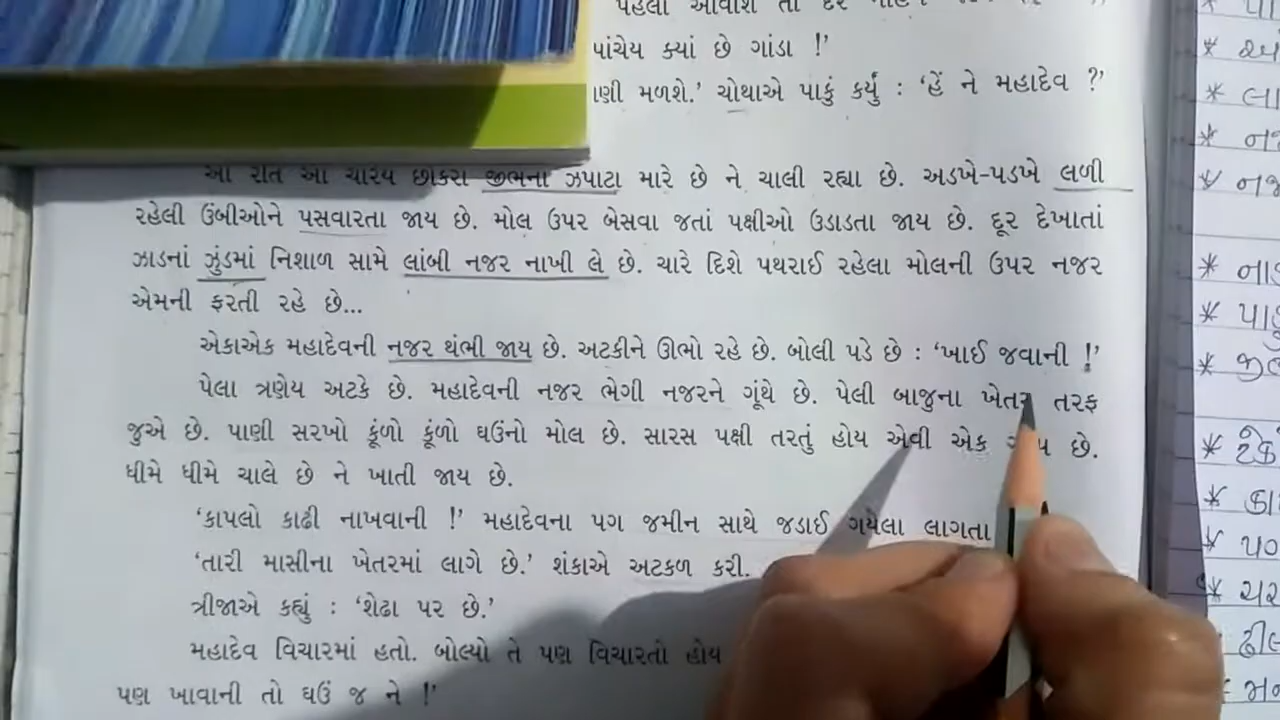 પાંચેય ક્યાં છે ગાંડા !’
મળશે.’ ચોથાએ પાકું કર્યું : ‘હેં ને મહાદેવ ?’
આ રીતે આ ચારેય છોકરા જીભના ઝપાટા મારે છે ને ચાલી રહ્યા છે. અડખે-પડખે લળી
રહેલી ઉંબીઓને પસવારતા જાય છે. મોલ ઉપર બેસવા જતાં પક્ષીઓ ઉડાડતા જાય છે. દૂર દેખાતાં
ઝાડનાં ઝુંડમાં નિશાળ સામે લાંબી નજર નાખી લે છે. ચારે દિશે પથરાઈ રહેલા મોલની ઉપર નજર
એમની ફરતી રહે છે...
એકાએક મહાદેવની નજર થંભી જાય છે. અટકીને ઊભો રહે છે. બોલી પડે છે : ‘ખાઈ જવાની !’
પેલા ત્રણેય અટકે છે. મહાદેવની નજર ભેગી નજરને ગૂંથે છે. પેલી બાજુના ખેતર તરફ
જુએ છે. પાણી સરખો કૂંળો કૂંળો ઘઉંનો મોલ છે. સારસ પક્ષી તરતું હોય એવી એક ગાય છે.
ધીમે ધીમે ચાલે છે ને ખાતી જાય છે.
‘કાપલો કાઢી નાખવાની !’ મહાદેવના પગ જમીન સાથે જડાઈ ગયેલા લાગતા
‘તારી માસીના ખેતરમાં લાગે છે.’ શંકાએ અટકળ કરી.
ત્રીજાએ કહ્યું : ‘શેઢા પર છે.’
મહાદેવ વિચારમાં હતો. બોલ્યો તે પણ વિચારતો હોય
પણ ખાવાની તો ઘઉં જ ને !’